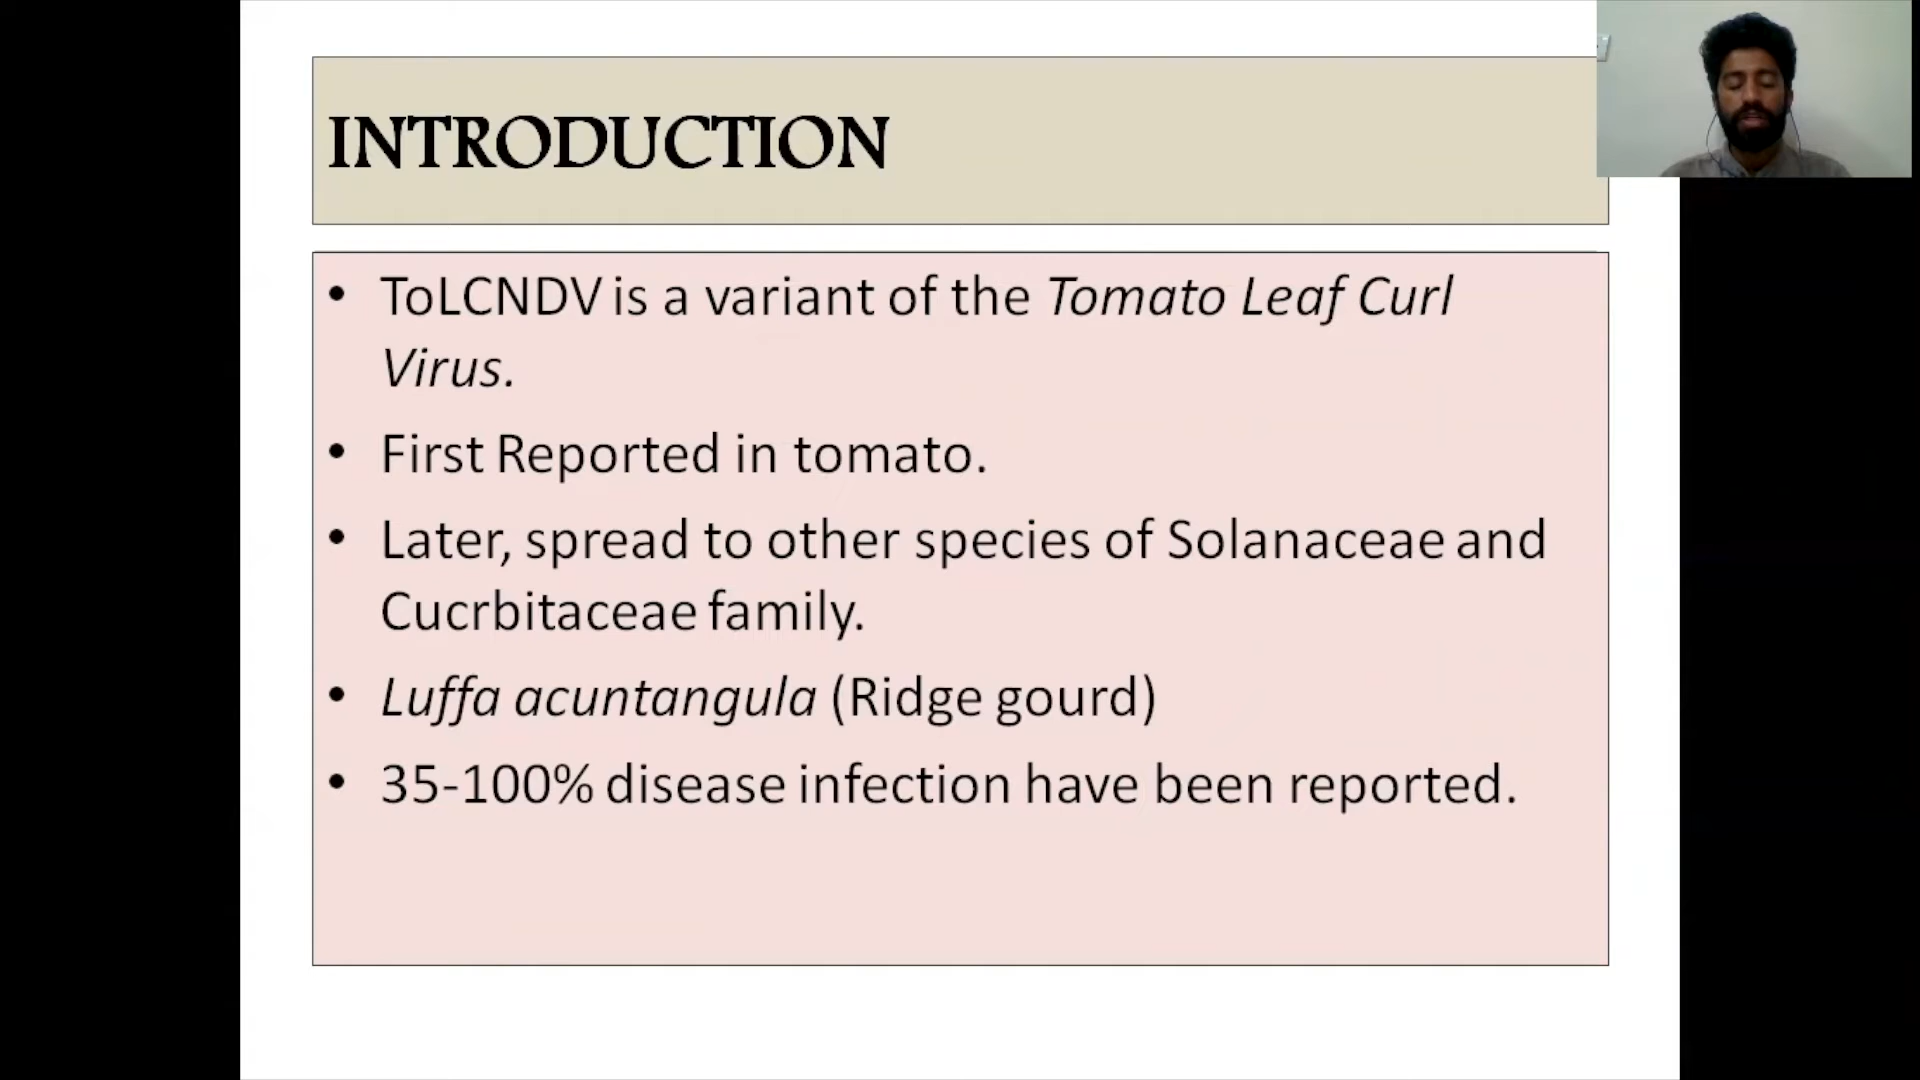 INTRODUCTION
• ToLCNDV is a variant of the Tomato Leaf Curl
Virus.
• First Reported in tomato.
• Later, spread to other species of Solanaceae and
Cucrbitaceae family.
• Luffa acuntangula (Ridge gourd)
• 35-100% disease infection have been reported.